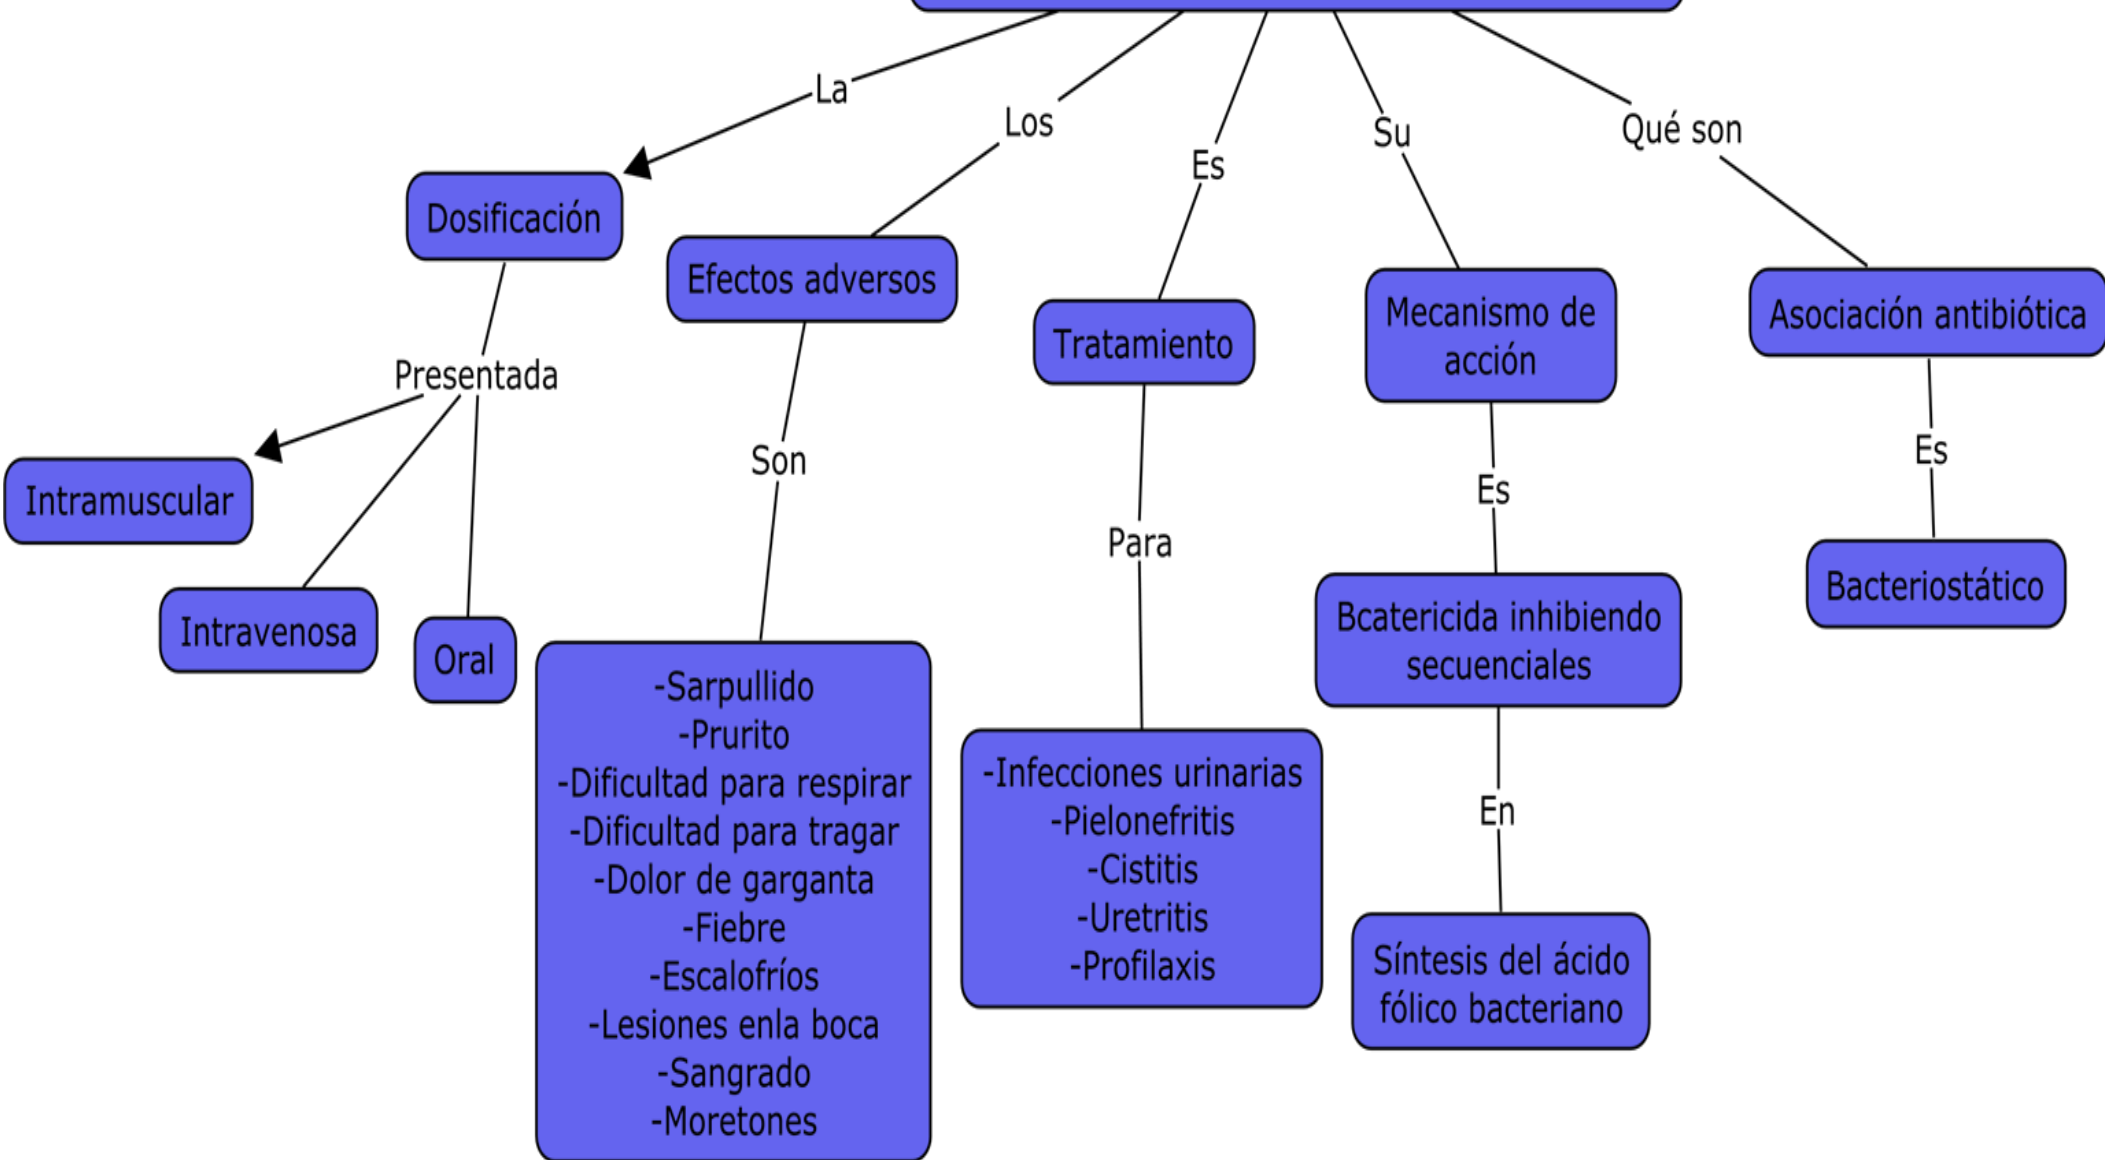 La
Los
Es
Su
Qué son
Dosificación
Efectos adversos
Tratamiento
Mecanismo de
acción
Asociación antibiótica
Presentada
Son
Para
Es
Es
Intramuscular
Intravenosa
Oral
-Sarpullido
-Prurito
-Dificultad para respirar
-Dificultad para tragar
-Dolor de garganta
-Fiebre
-Escalofríos
-Lesiones enla boca
-Sangrado
-Moretones
-Infecciones urinarias
-Pielonefritis
-Cistitis
-Uretritis
-Profilaxis
Bcatericida inhibiendo
secuenciales
En
Síntesis del ácido
fólico bacteriano
Bacteriostático